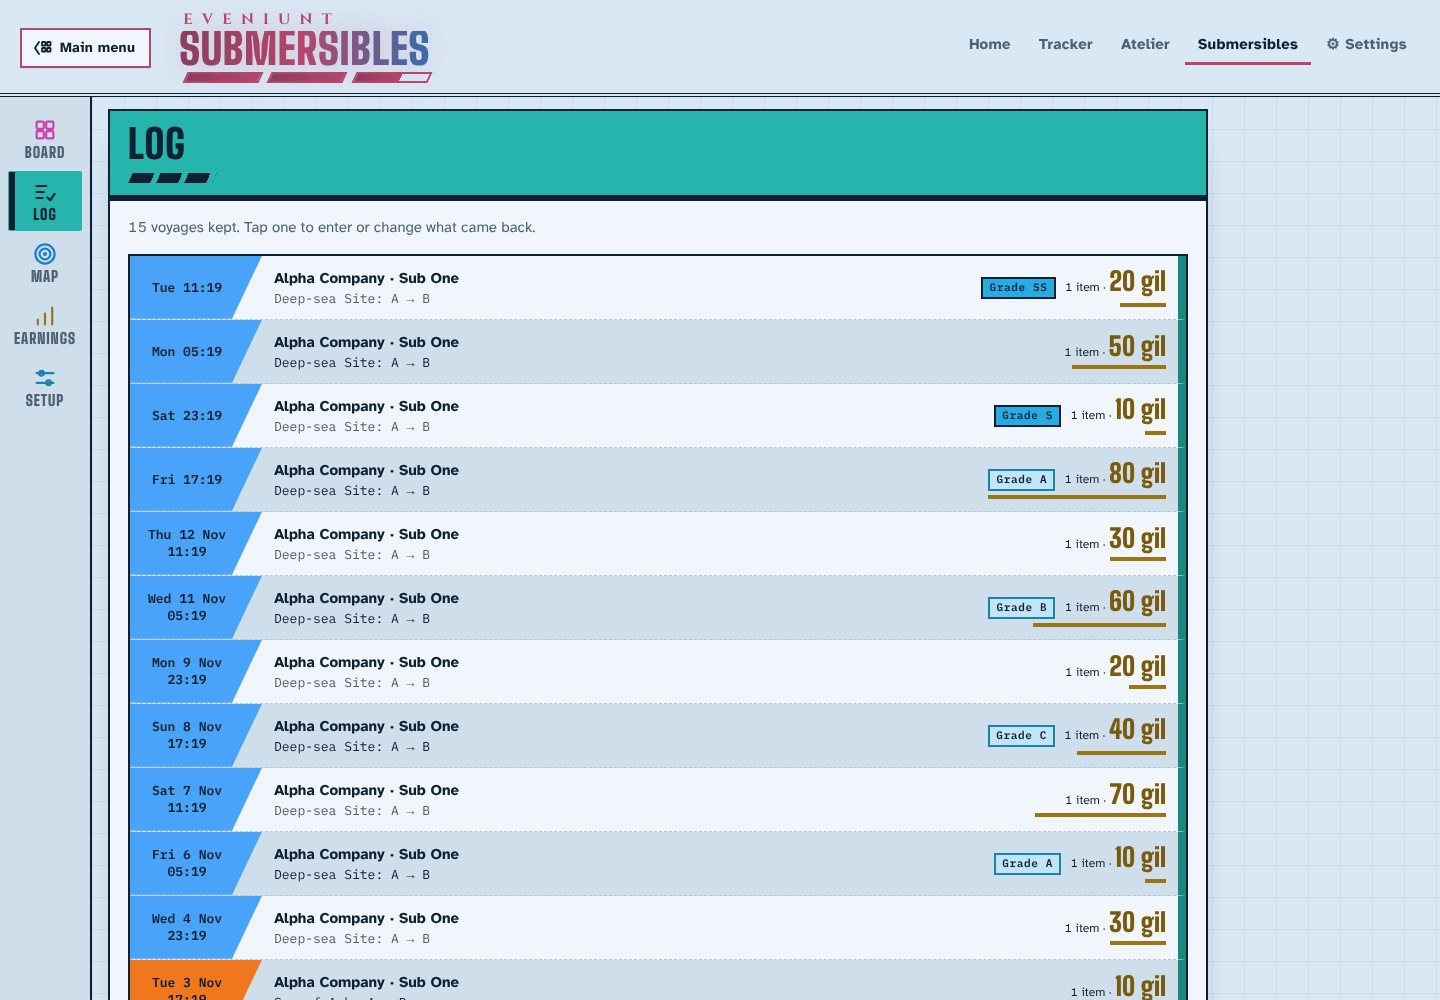 Main menu
EVENIUNT
SUBMERSIBLES
Home
Tracker
Atelier
Submersibles
Settings
BOARD
LOG
MAP
EARNINGS
SETUP
LOG
15 voyages kept. Tap one to enter or change what came back.
Tue 11:19
Alpha Company · Sub One
Deep-sea Site: A → B
Grade SS
1 item · 20 gil
Mon 05:19
Alpha Company · Sub One
Deep-sea Site: A → B
1 item · 50 gil
Sat 23:19
Alpha Company · Sub One
Deep-sea Site: A → B
Grade S
1 item · 10 gil
Fri 17:19
Alpha Company · Sub One
Deep-sea Site: A → B
Grade A
1 item · 80 gil
Thu 12 Nov
11:19
Alpha Company · Sub One
Deep-sea Site: A → B
1 item · 30 gil
Wed 11 Nov
05:19
Alpha Company · Sub One
Deep-sea Site: A → B
Grade B
1 item · 60 gil
Mon 9 Nov
23:19
Alpha Company · Sub One
Deep-sea Site: A → B
1 item · 20 gil
Sun 8 Nov
17:19
Alpha Company · Sub One
Deep-sea Site: A → B
Grade C
1 item · 40 gil
Sat 7 Nov
11:19
Alpha Company · Sub One
Deep-sea Site: A → B
1 item · 70 gil
Fri 6 Nov
05:19
Alpha Company · Sub One
Deep-sea Site: A → B
Grade A
1 item · 10 gil
Wed 4 Nov
23:19
Alpha Company · Sub One
Deep-sea Site: A → B
1 item · 30 gil
Tue 3 Nov
17:19
Alpha Company · Sub One
1 item · 10 gil